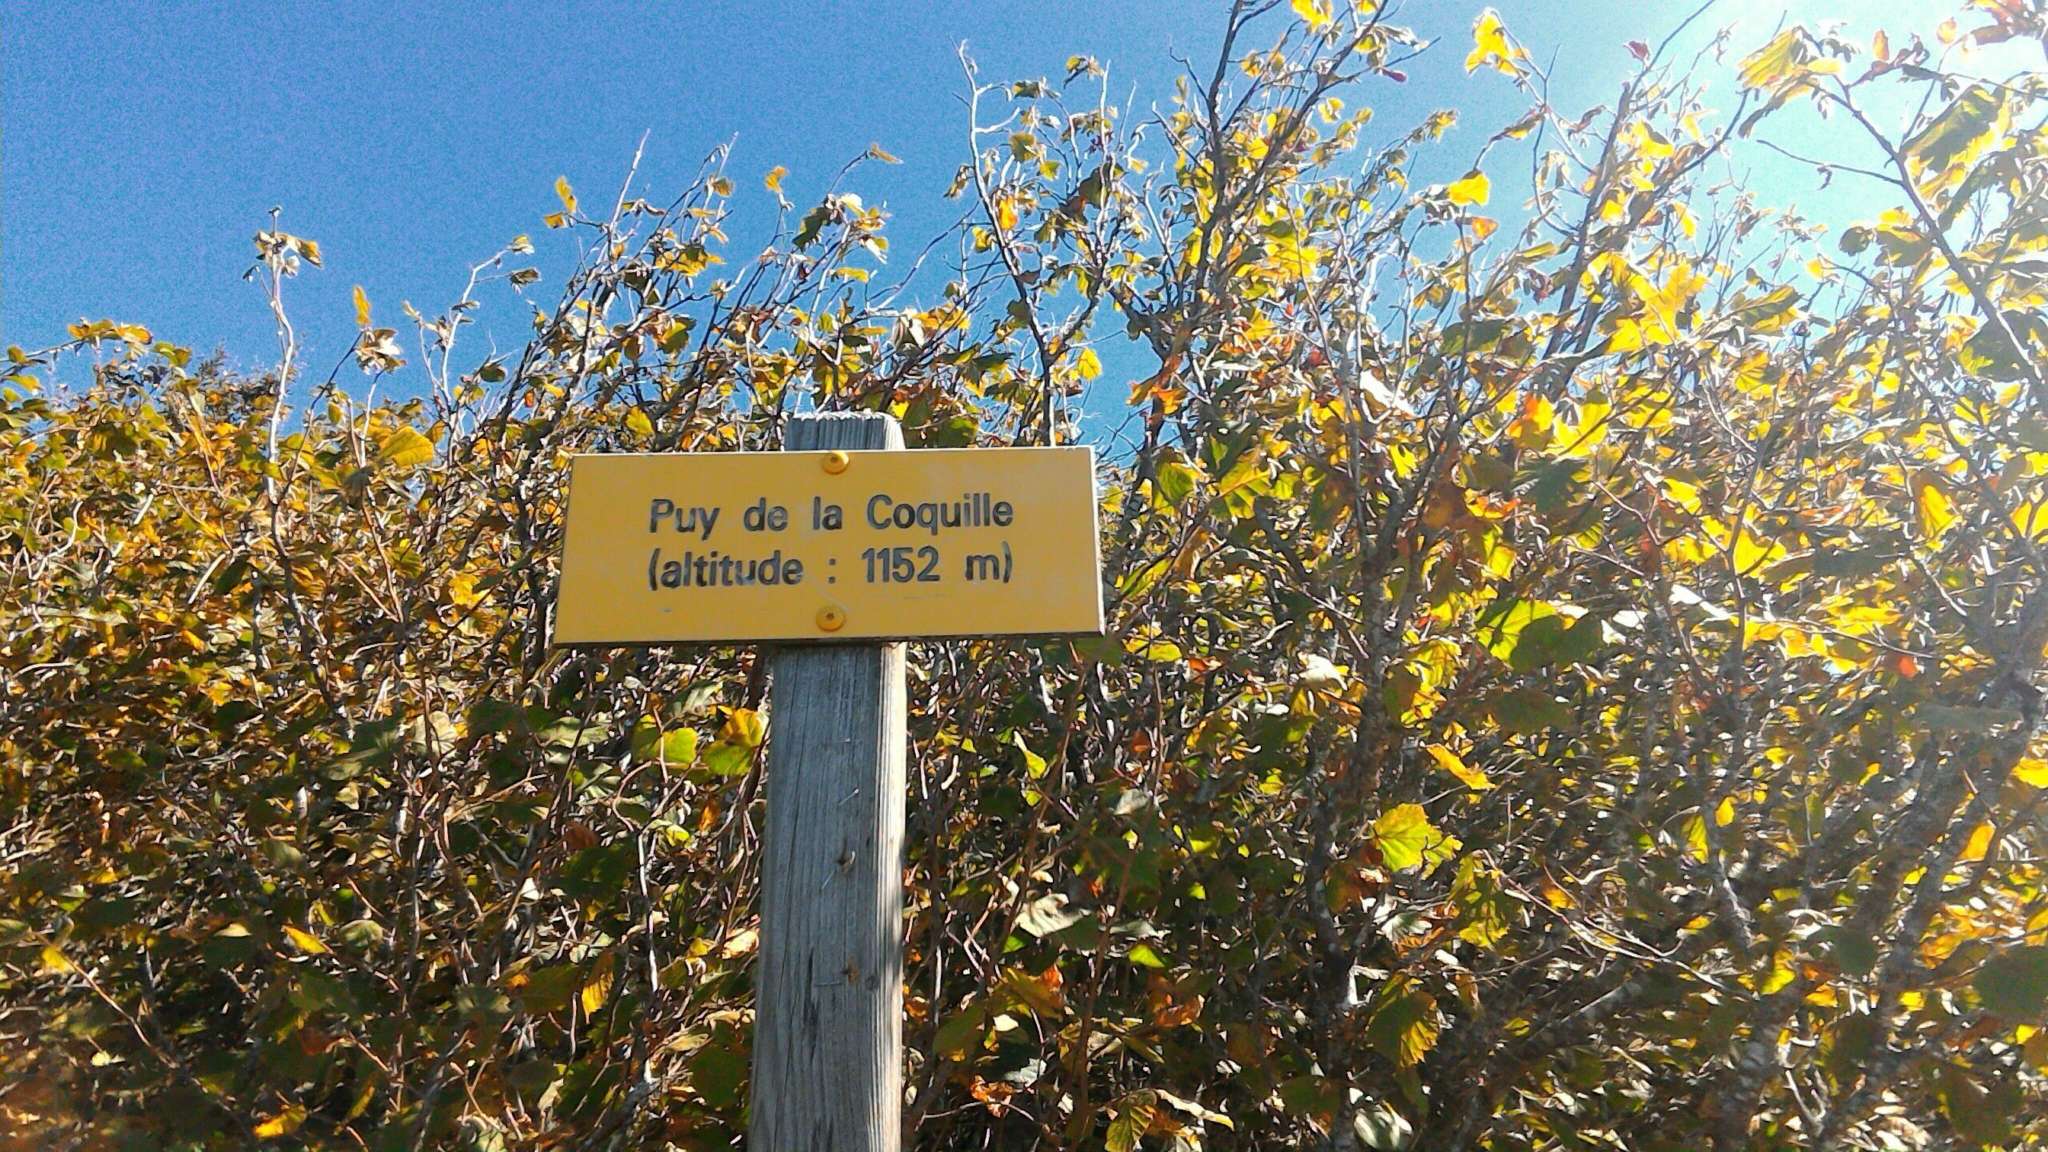 Puy de la Coquille
(altitude : 1152 m)